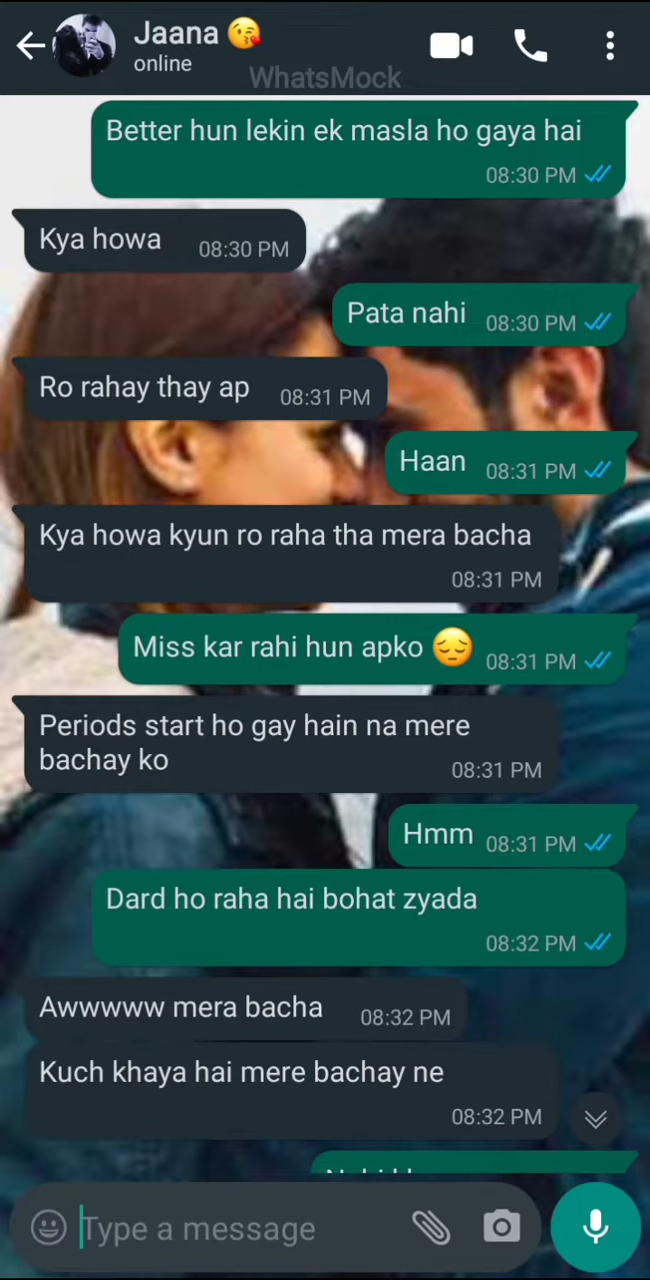 Jaana 😘
online
WhatsMock
Better hun lekin ek masla ho gaya hai
08:30 PM
Kya howa 08:30 PM
Pata nahi 08:30 PM
Ro rahay thay ap 08:31 PM
Haan 08:31 PM
Kya howa kyun ro raha tha mera bacha
08:31 PM
Miss kar rahi hun apko 😔 08:31 PM
Periods start ho gay hain na mere
bachay ko 08:31 PM
Hmm 08:31 PM
Dard ho raha hai bohat zyada
08:32 PM
Awwwww mera bacha 08:32 PM
Kuch khaya hai mere bachay ne
08:32 PM
Type a message